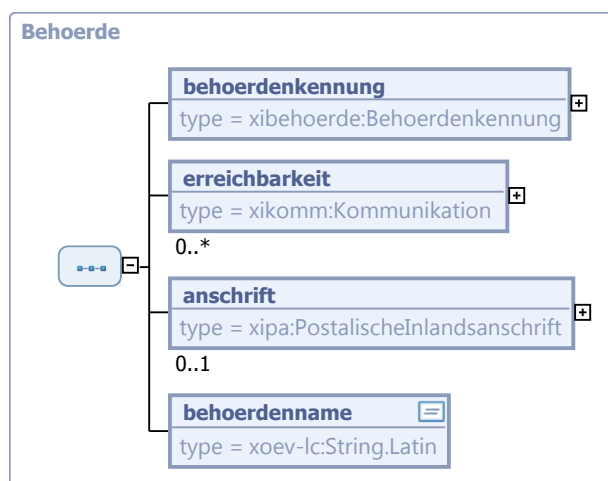 Behoerde
behoerdenkennung
type = xibehoerde:Behoerdenkennung
erreichbarkeit
type = xikomm:Kommunikation
0..*
anschrift
type = xipa:PostalischeInlandsanschrift
0..1
behoerdenname
type = xoev-lc:String.Latin